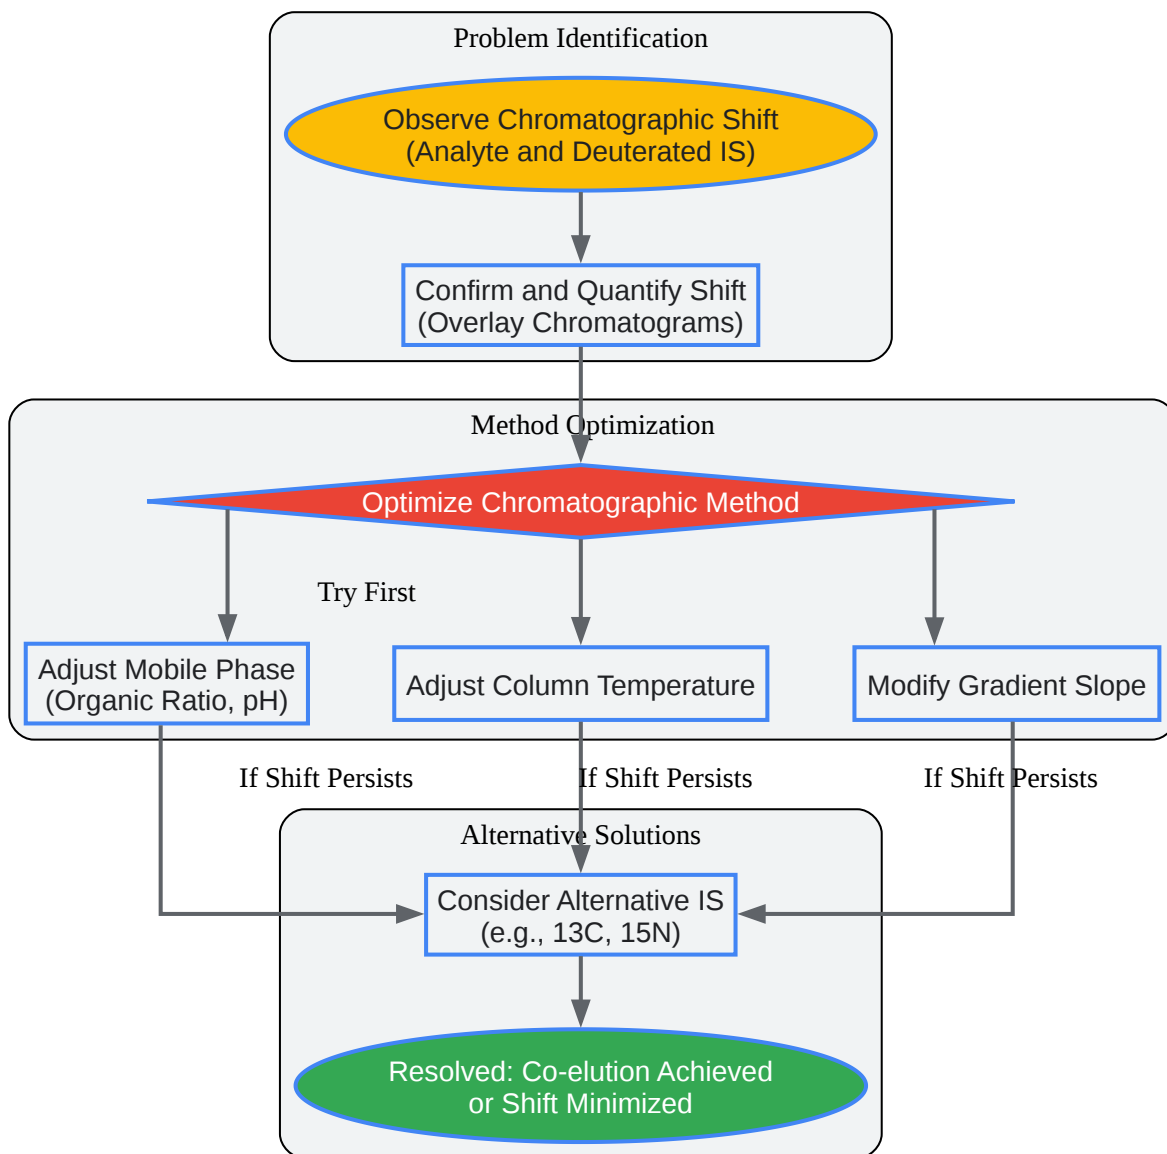 Problem Identification
Observe Chromatographic Shift
(Analyte and Deuterated IS)
Confirm and Quantify Shift
(Overlay Chromatograms)
Method Optimization
Optimize Chromatographic Method
Try First
Adjust Mobile Phase
(Organic Ratio, pH)
Adjust Column Temperature
Modify Gradient Slope
If Shift Persists
If Shift Persists
If Shift Persists
Alternative Solutions
Consider Alternative IS
(e.g., 13C, 15N)
Resolved: Co-elution Achieved
or Shift Minimized